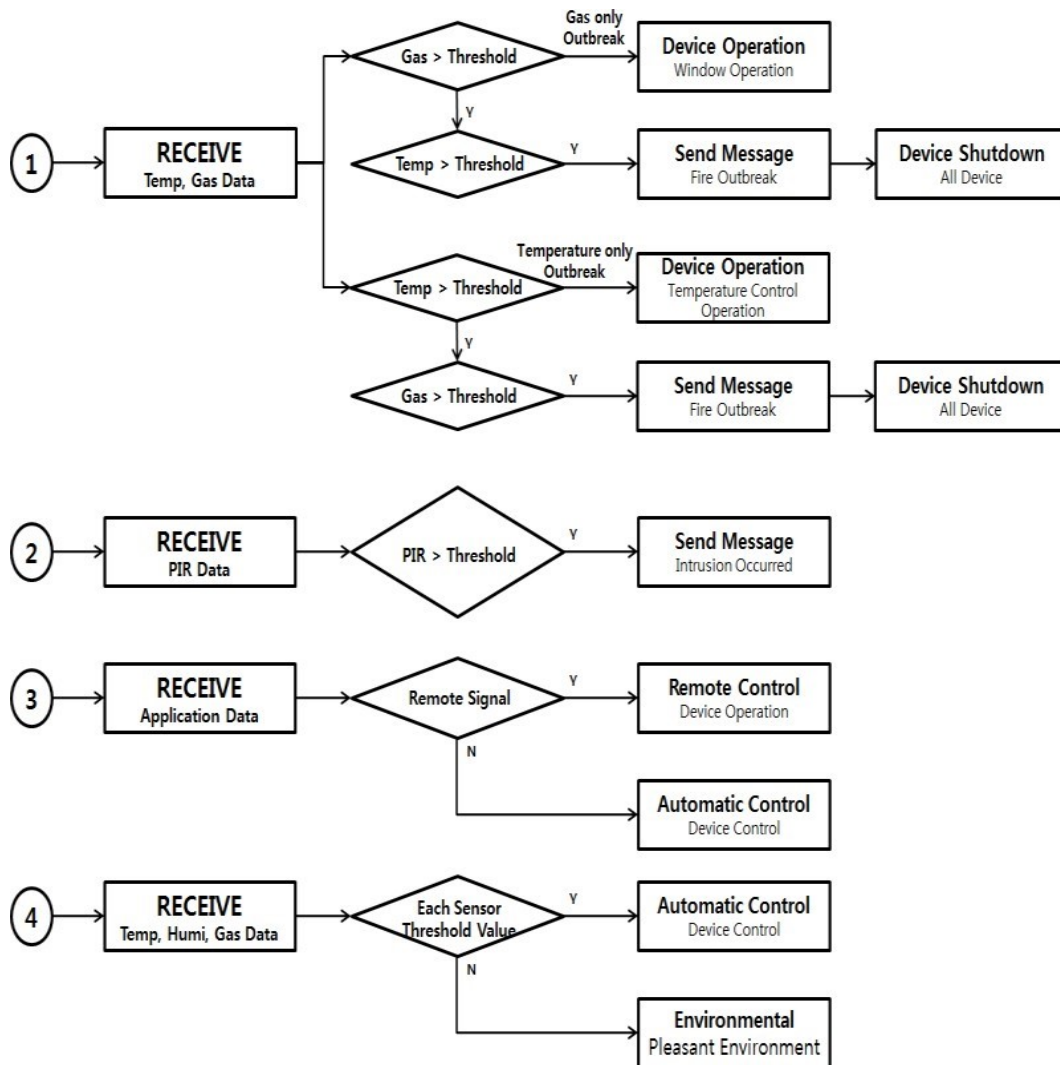 Gas only
Outbreak
Gas > Threshold
Device Operation
Window Operation
Y
1
RECEIVE
Temp, Gas Data
Temp > Threshold
Y
Send Message
Fire Outbreak
Device Shutdown
All Device
Temperature only
Outbreak
Temp > Threshold
Device Operation
Temperature Control
Operation
Y
Gas > Threshold
Y
Send Message
Fire Outbreak
Device Shutdown
All Device
2
RECEIVE
PIR Data
PIR > Threshold
Y
Send Message
Intrusion Occurred
3
RECEIVE
Application Data
Remote Signal
Y
Remote Control
Device Operation
N
Automatic Control
Device Control
4
RECEIVE
Temp, Humi, Gas Data
Each Sensor
Threshold Value
Y
Automatic Control
Device Control
N
Environmental
Pleasant Environment